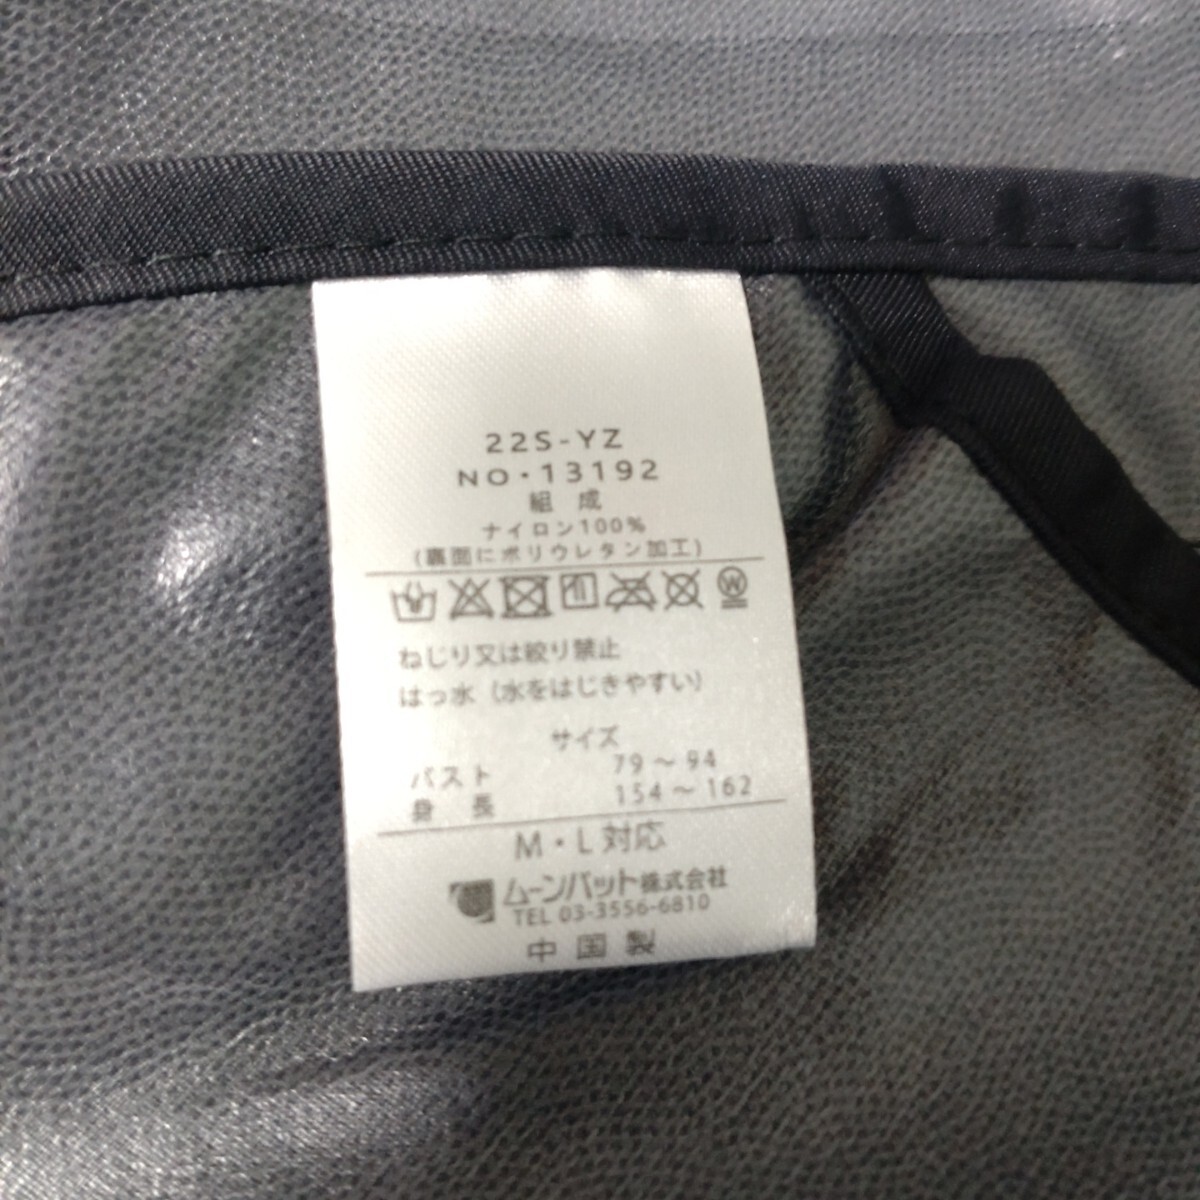 22S-YZ
NO・13192
組成
ナイロン100%
(裏面にポリウレタン加工)
W
ねじり又は絞り禁止
はっ水（水をはじきやすい）
サイズ
バスト 79～94
身長 154～162
M・L対応
ムーンバット株式会社
TEL 03-3556-6810
中国製